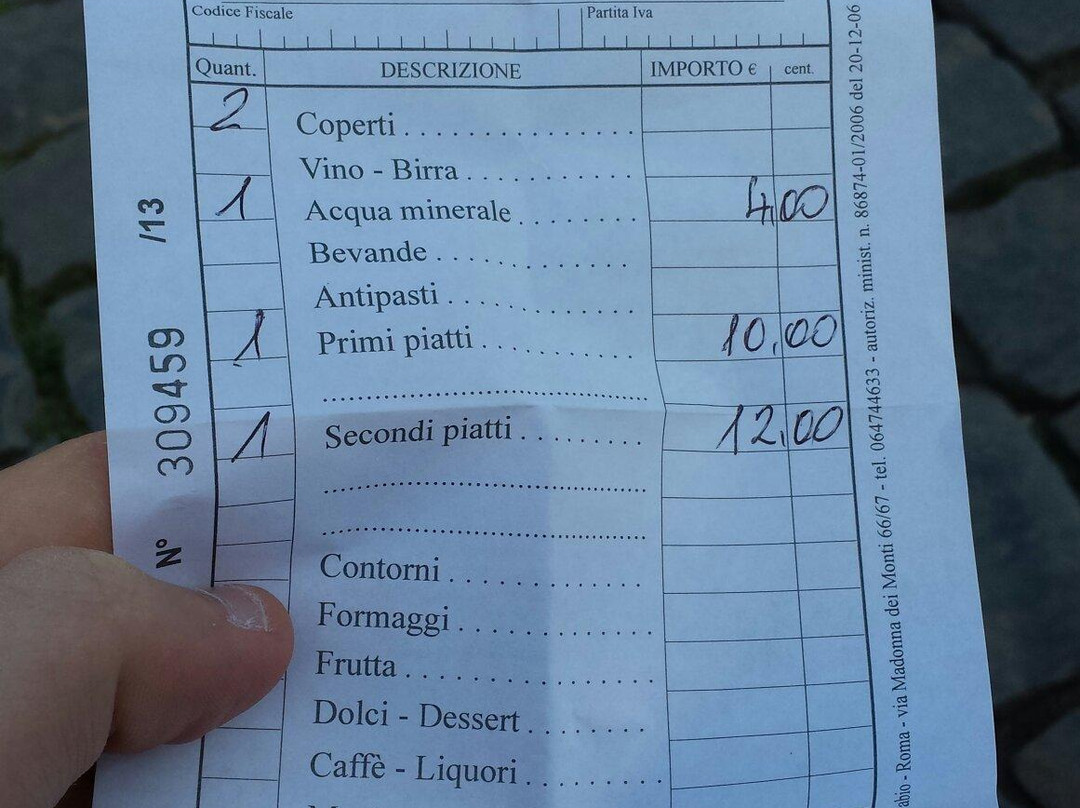 Codice Fiscale Partita Iva
Quant. DESCRIZIONE IMPORTO € cent.
2 Coperti
Vino - Birra
1 Acqua minerale 4,00
Bevande
Antipasti
1 Primi piatti 10,00
1 Secondi piatti 12,00
Contorni
Formaggi
Frutta
Dolci - Dessert
Caffè - Liquori
N° 309459 /13
- Roma - via Madonna dei Monti 66/67 - tel. 064744633 - autoriz. minist. n. 86874-01/2006 del 20-12-06